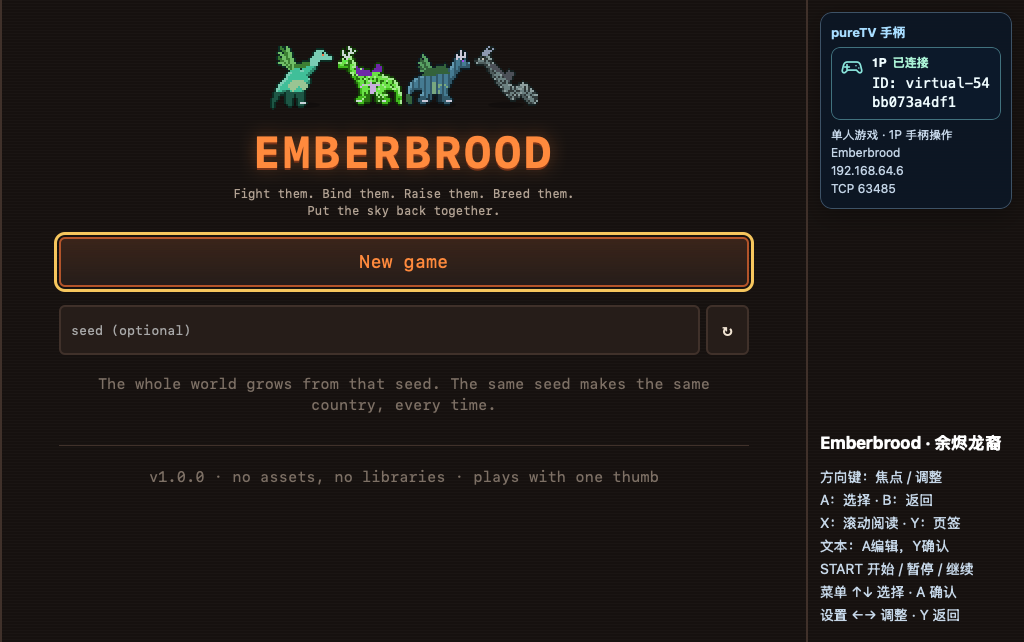 EMBERBROOD
Fight them. Bind them. Raise them. Breed them.
Put the sky back together.
New game
seed (optional)
↻
The whole world grows from that seed. The same seed makes the same
country, every time.
v1.0.0 · no assets, no libraries · plays with one thumb
pureTV 手柄
1P 已连接
ID: virtual-54
bb073a4df1
单人游戏 · 1P 手柄操作
Emberbrood
192.168.64.6
TCP 63485
Emberbrood · 余烬龙裔
方向键：焦点 / 调整
A：选择 · B：返回
X：滚动阅读 · Y：页签
文本：A编辑，Y确认
START 开始 / 暂停 / 继续
菜单 ↑↓ 选择 · A 确认
设置 ←→ 调整 · Y 返回